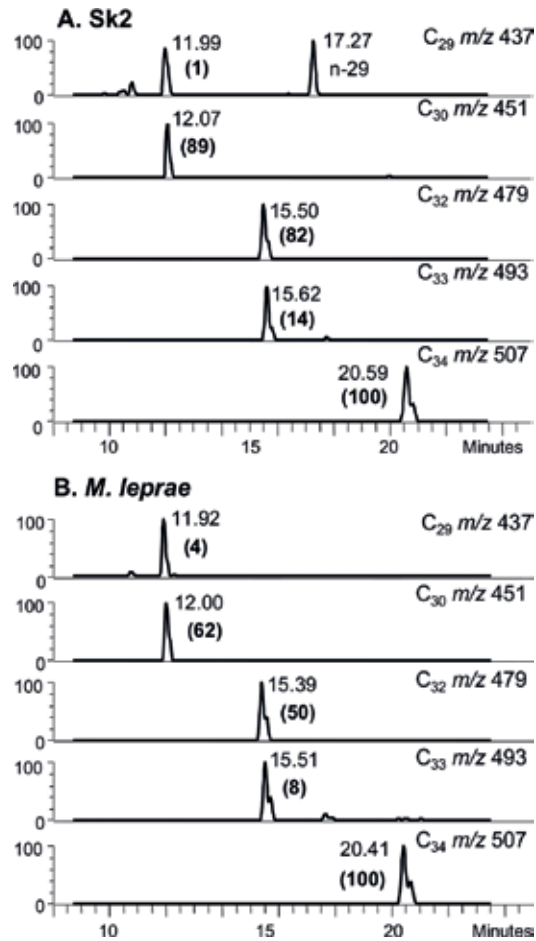 A. Sk2
100
0
11.99
(1)
17.27
n-29
C₂₉ m/z 437
100
0
12.07
(89)
C₃₀ m/z 451
100
0
15.50
(82)
C₃₂ m/z 479
100
0
15.62
(14)
C₃₃ m/z 493
100
0
20.59
(100)
C₃₄ m/z 507
10 15 20 Minutes
B. M. leprae
100
0
11.92
(4)
C₂₉ m/z 437
100
0
12.00
(62)
C₃₀ m/z 451
100
0
15.39
(50)
C₃₂ m/z 479
100
0
15.51
(8)
C₃₃ m/z 493
100
0
20.41
(100)
C₃₄ m/z 507
10 15 20 Minutes